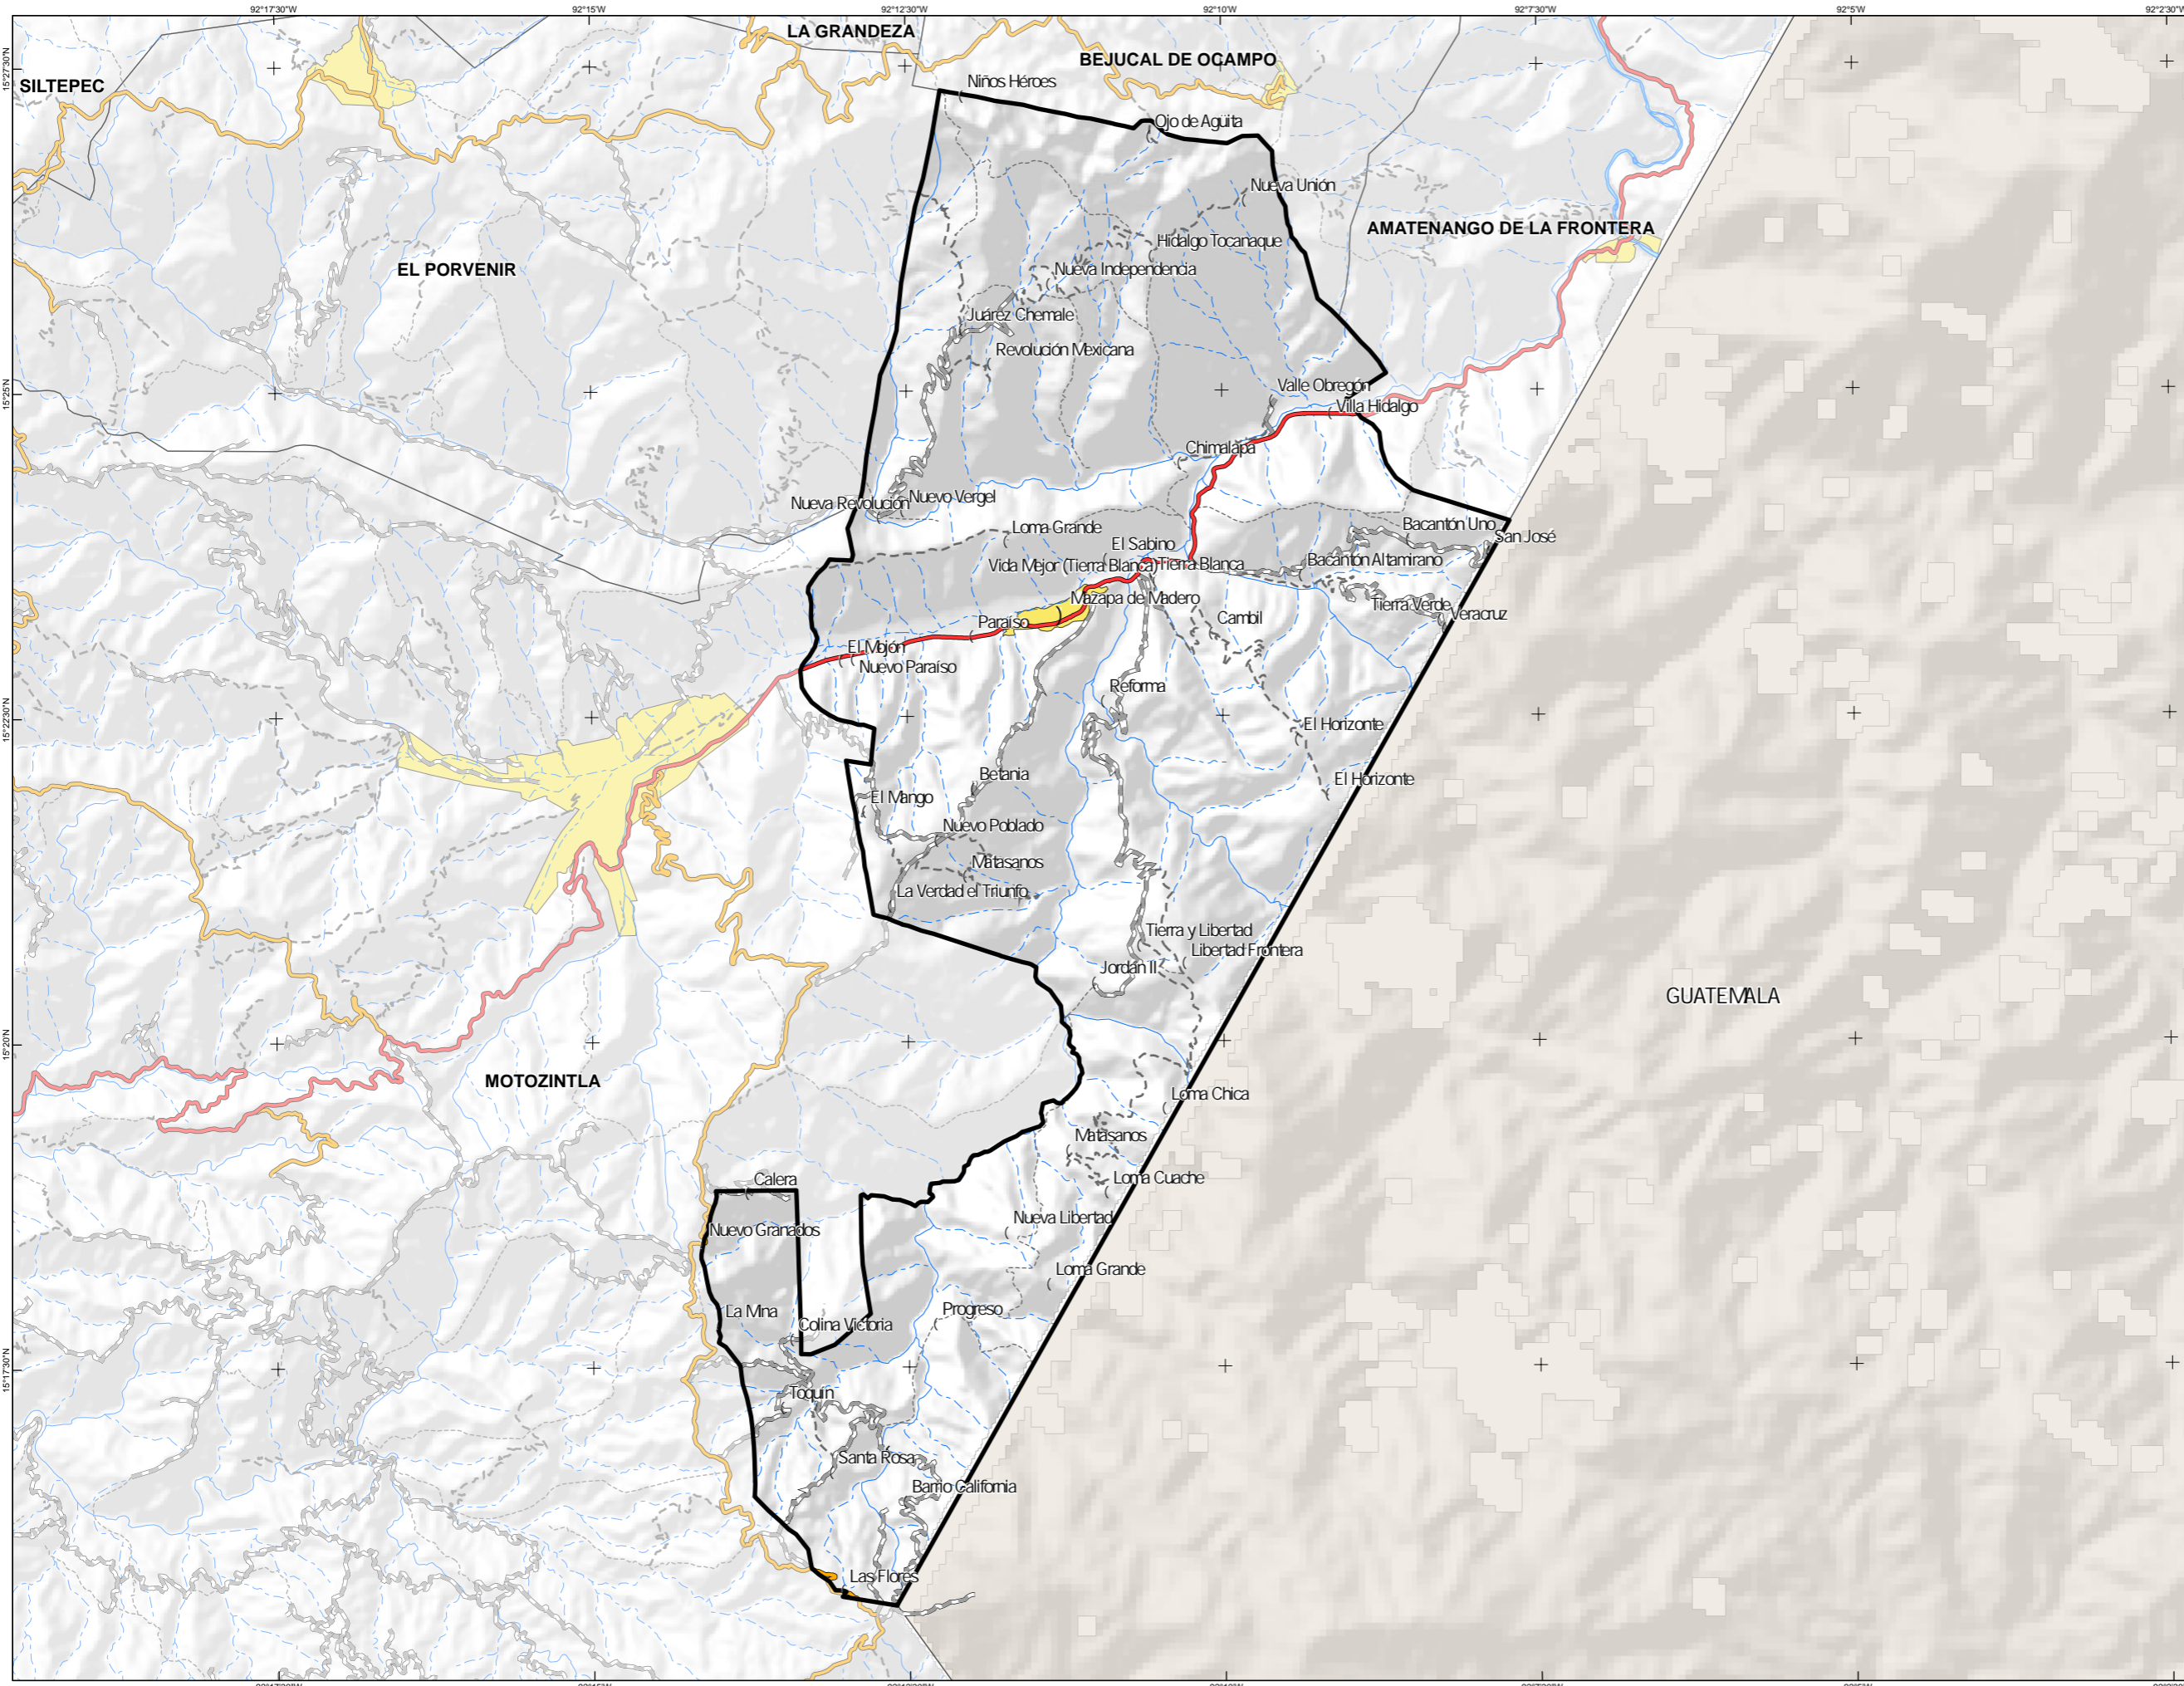 92°17'30"W
92°15'W
92°12'30"W
92°10'W
92°7'30"W
92°5'W
92°2'30"W
LA GRANDEZA
BEJUCAL DE OCAMPO
15°27'30"N
SILTEPEC
Niños Héroes
Ojo de Agüita
Nueva Unión
AMATENANGO DE LA FRONTERA
Hidalgo Tocanaque
EL PORVENIR
Nueva Independencia
Juárez Chemale
Revolución Mexicana
15°25'N
Valle Obregón
Villa Hidalgo
Chimalapa
Nueva Revolución
Nuevo Vergel
Loma Grande
Bacantón Uno
San José
El Sabino
Vida Mejor (Tierra Blanca)
Tierra Blanca
Bacantón Altamirano
Mazapa de Madero
Tierra Verde
Veracruz
Paraíso
Cambil
El Mojón
Nuevo Paraíso
Reforma
15°22'30"N
El Horizonte
Betania
El Horizonte
El Mango
Nuevo Poblado
Matasanos
La Verdad el Triunfo
Tierra y Libertad
Libertad Frontera
Jordán II
GUATEMALA
15°20'N
MOTOZINTLA
Loma Chica
Matasanos
Loma Cuache
Calera
Nueva Libertad
Nuevo Granados
Loma Grande
Progreso
La Mina
Colina Victoria
15°17'30"N
Toquín
Santa Rosa
Barrio California
Las Flores